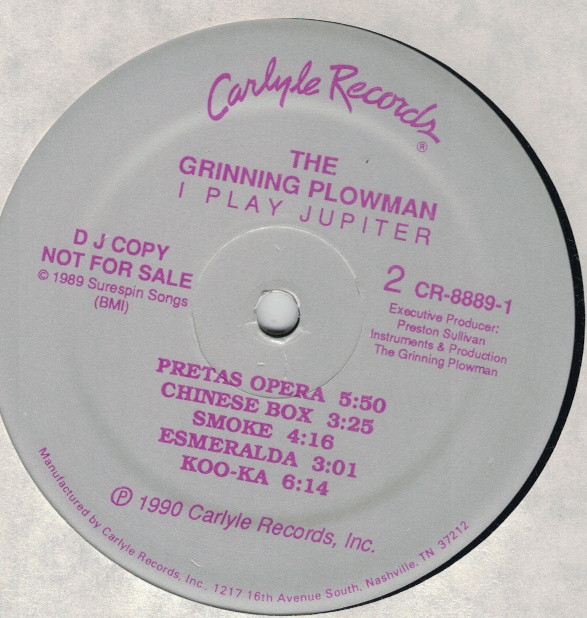 Carlyle Records
®
THE
GRINNING PLOWMAN
I PLAY JUPITER
D J COPY
NOT FOR SALE
© 1989 Surespin Songs
(BMI)
2 CR-8889-1
Executive Producer:
Preston Sullivan
Instruments & Production
The Grinning Plowman
PRETAS OPERA 5:50
CHINESE BOX 3:25
SMOKE 4:16
ESMERALDA 3:01
KOO-KA 6:14
℗ 1990 Carlyle Records, Inc.
Manufactured by Carlyle Records, Inc., 1217 16th Avenue South, Nashville, TN 37212